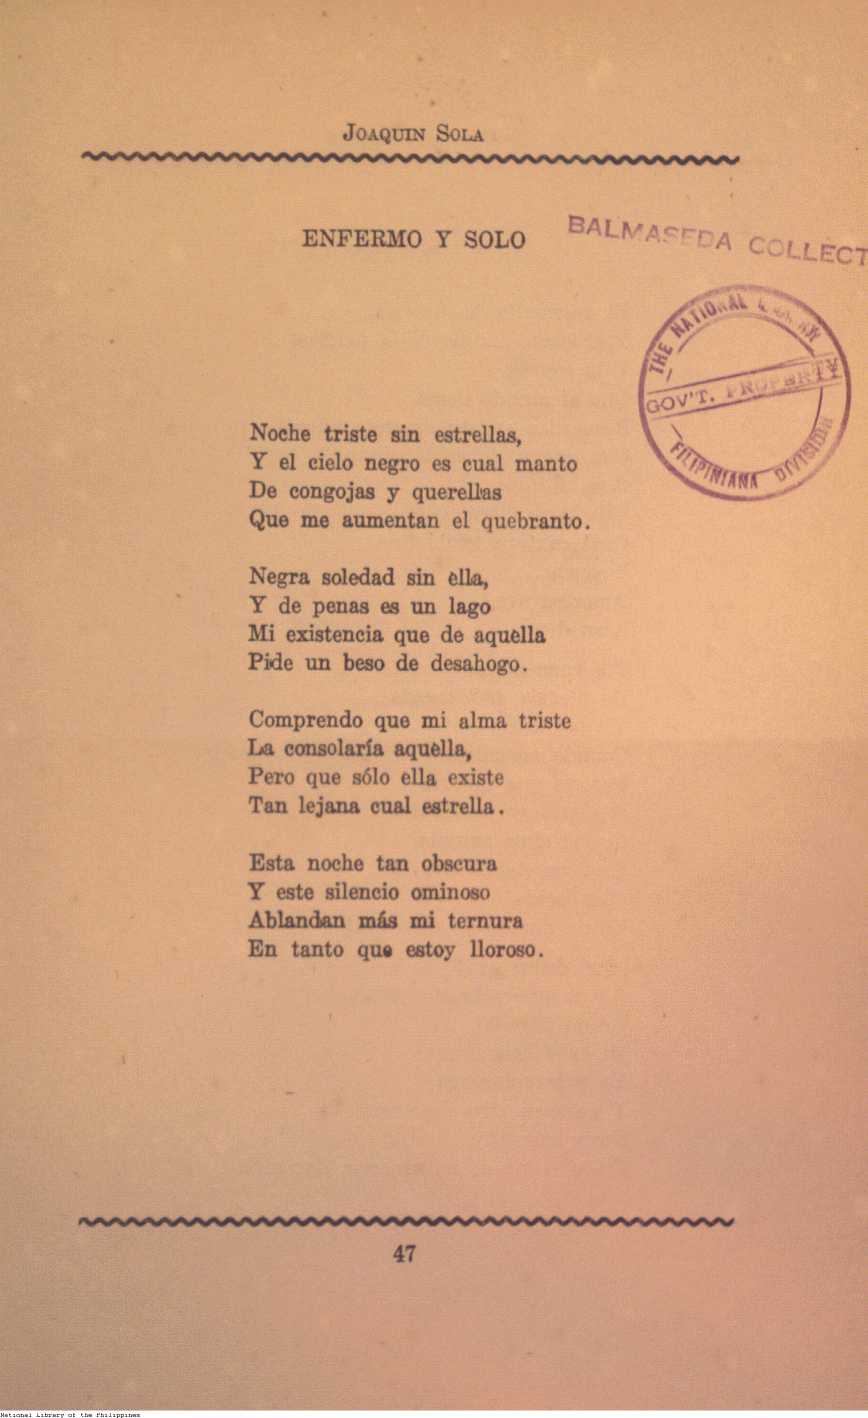 JOAQUIN SOLA
ENFERMO Y SOLO
BALMASEDA COLLECT
THE NATIONAL
GOV'T. PROPERTY
FILIPINIANA DIVISION
Noche triste sin estrellas,
Y el cielo negro es cual manto
De congojas y querellas
Que me aumentan el quebranto.
Negra soledad sin ella,
Y de penas es un lago
Mi existencia que de aquella
Pide un beso de desahogo.
Comprendo que mi alma triste
La consolaría aquella,
Pero que sólo ella existe
Tan lejana cual estrella.
Esta noche tan obscura
Y este silencio ominoso
Ablandan más mi ternura
En tanto que estoy lloroso.
47
National Library of the Philippines